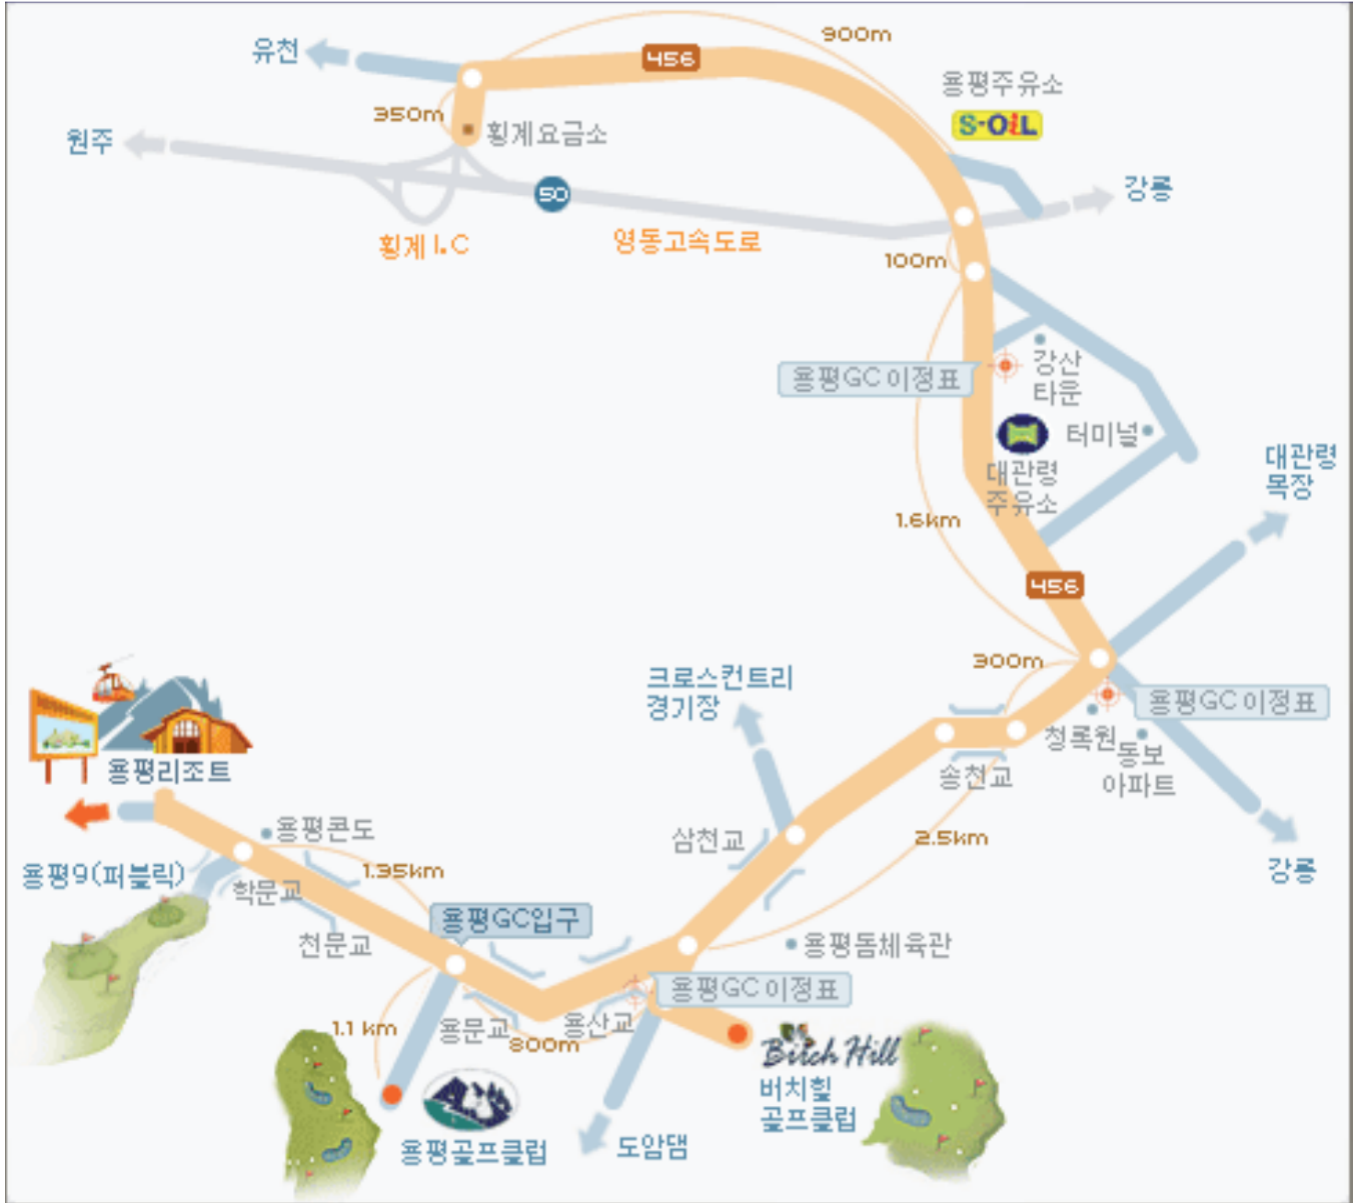 900m
유천
456
용평주유소
S-OIL
350m
횡계요금소
원주
50
강릉
횡계 I.C
영동고속도로
100m
용평GC 이정표
강산
타운
터미널
대관령
목장
대관령
주유소
1.6km
456
300m
크로스컨트리
경기장
용평GC 이정표
청록원
동보
아파트
송천교
용평리조트
용평콘도
삼천교
2.5km
강릉
용평9(퍼블릭)
1.35km
학문교
용평GC입구
천문교
용평돔체육관
용평GC 이정표
1.1 km
용문교
용산교
800m
Birch Hill
버치힐
골프클럽
용평골프클럽
도암댐